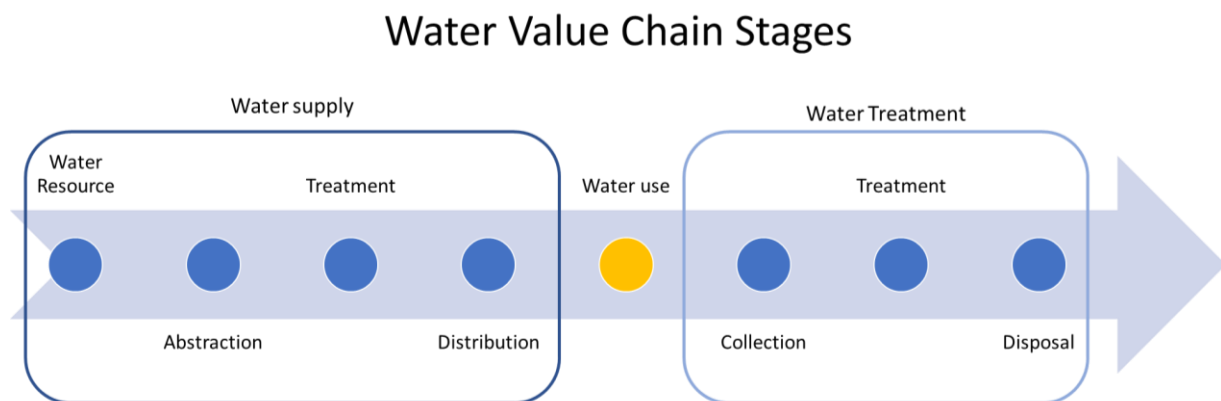 Water Value Chain Stages
Water supply
Water Treatment
Water
Resource
Treatment
Water use
Treatment
Abstraction
Distribution
Collection
Disposal